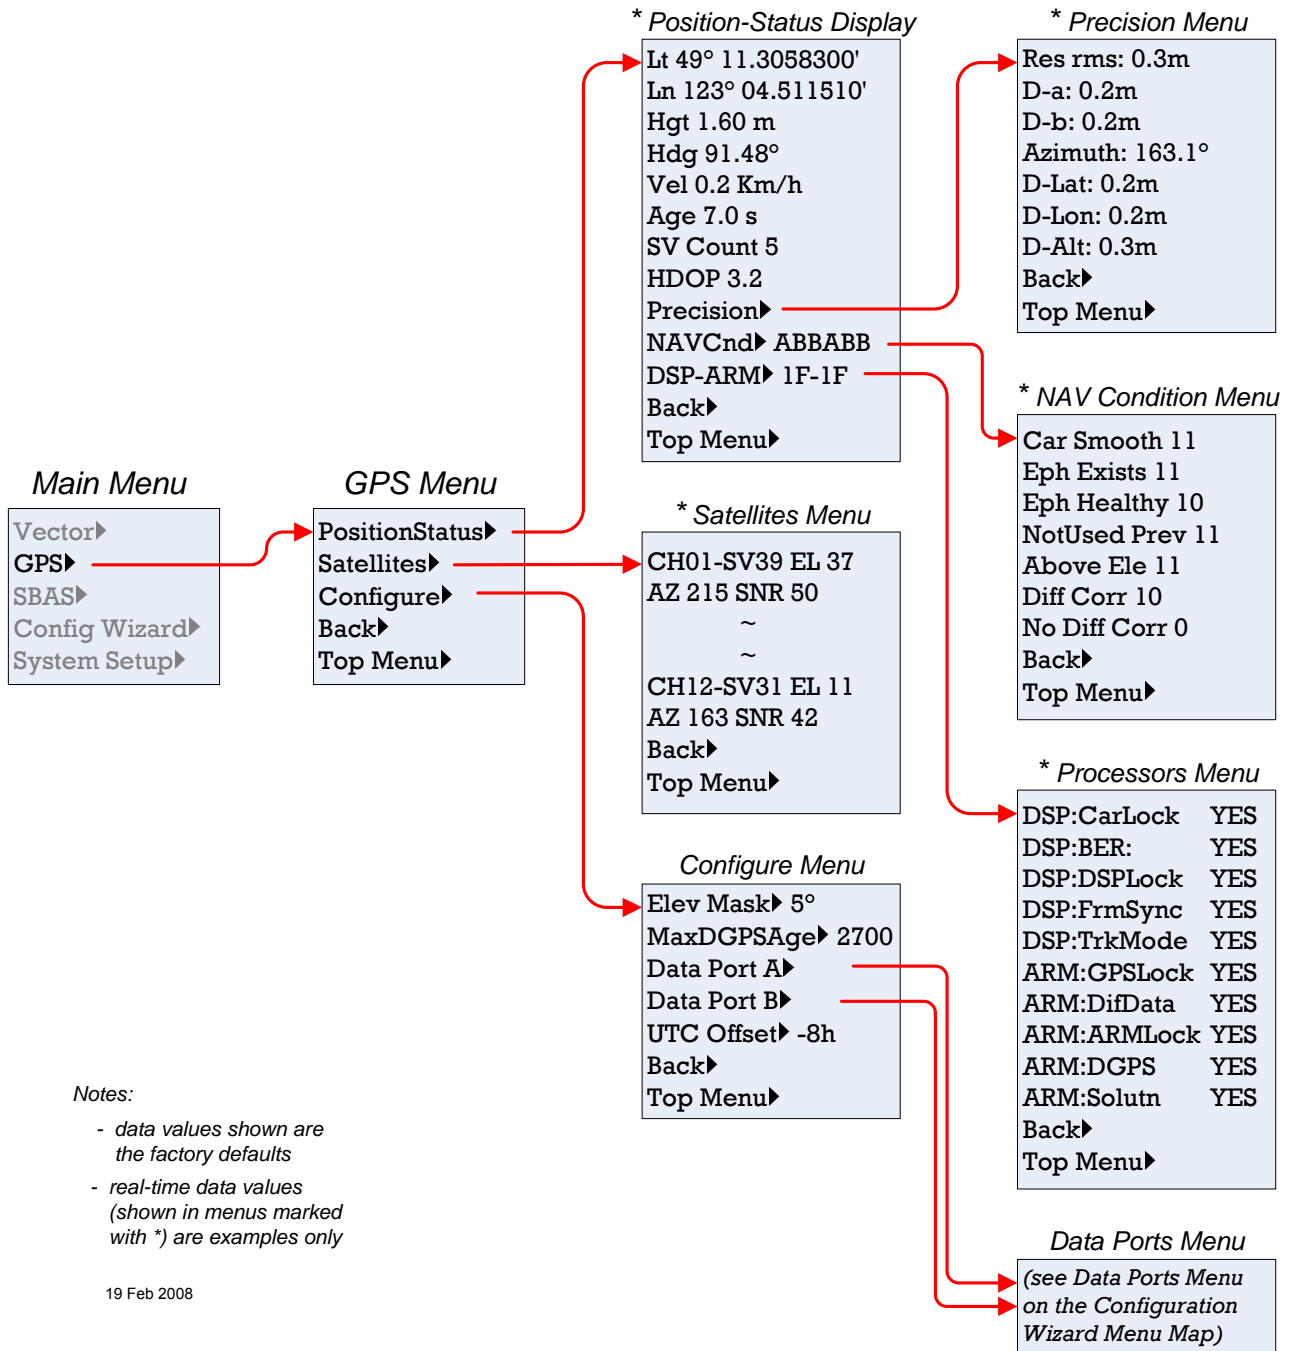 Main Menu
Vector
GPS
SBAS
Config Wizard
System Setup
GPS Menu
PositionStatus
Satellites
Configure
Back
Top Menu
* Position-Status Display
Lt 49° 11.3058300'
Ln 123° 04.511510'
Hgt 1.60 m
Hdg 91.48°
Vel 0.2 Km/h
Age 7.0 s
SV Count 5
HDOP 3.2
Precision
NAVCnd ABBABB
DSP-ARM 1F-1F
Back
Top Menu
* Satellites Menu
CH01-SV39 EL 37
AZ 215 SNR 50
~
~
CH12-SV31 EL 11
AZ 163 SNR 42
Back
Top Menu
Configure Menu
Elev Mask 5°
MaxDGPSAge 2700
Data Port A
Data Port B
UTC Offset -8h
Back
Top Menu
* Precision Menu
Res rms: 0.3m
D-a: 0.2m
D-b: 0.2m
Azimuth: 163.1°
D-Lat: 0.2m
D-Lon: 0.2m
D-Alt: 0.3m
Back
Top Menu
* NAV Condition Menu
Car Smooth 11
Eph Exists 11
Eph Healthy 10
NotUsed Prev 11
Above Ele 11
Diff Corr 10
No Diff Corr 0
Back
Top Menu
* Processors Menu
DSP:CarLock YES
DSP:BER: YES
DSP:DSPLock YES
DSP:FrmSync YES
DSP:TrkMode YES
ARM:GPSLock YES
ARM:DifData YES
ARM:ARMLock YES
ARM:DGPS YES
ARM:Solutn YES
Back
Top Menu
Data Ports Menu
(see Data Ports Menu
on the Configuration
Wizard Menu Map)
Notes:
- data values shown are
the factory defaults
- real-time data values
(shown in menus marked
with *) are examples only
19 Feb 2008